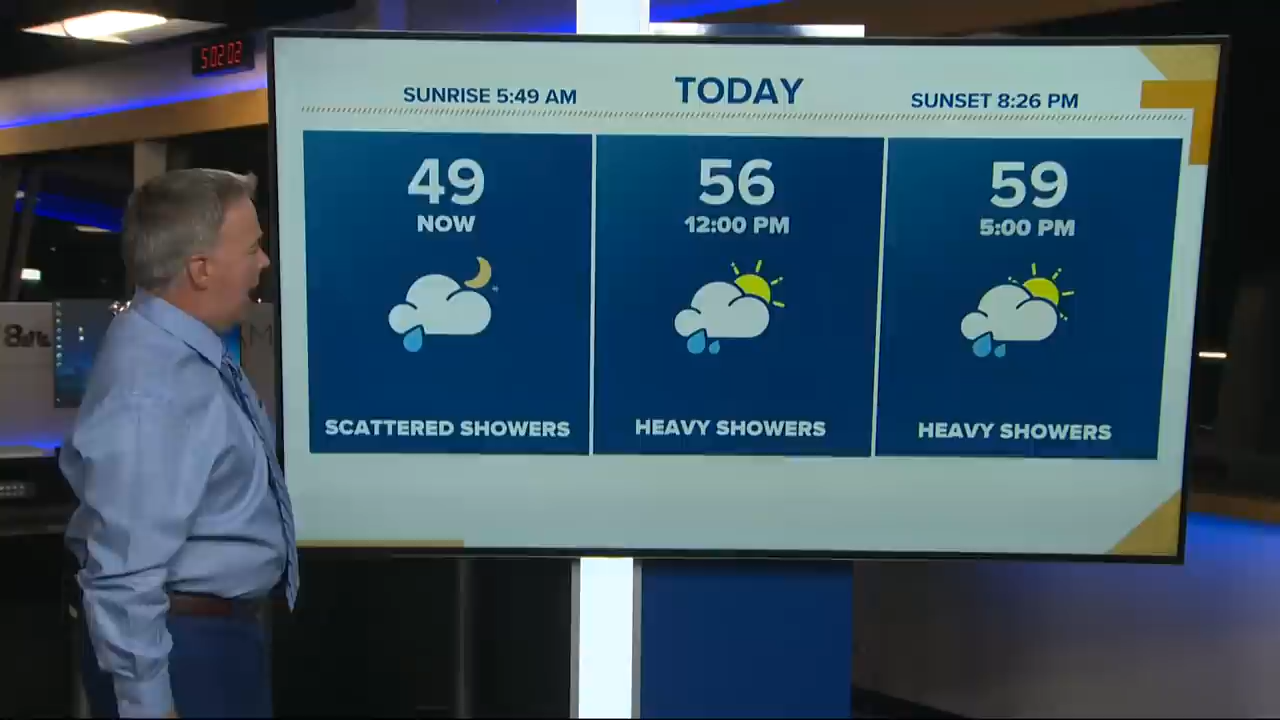 5:02:02
TODAY
SUNRISE 5:49 AM
SUNSET 8:26 PM
49
NOW
SCATTERED SHOWERS
56
12:00 PM
HEAVY SHOWERS
59
5:00 PM
HEAVY SHOWERS